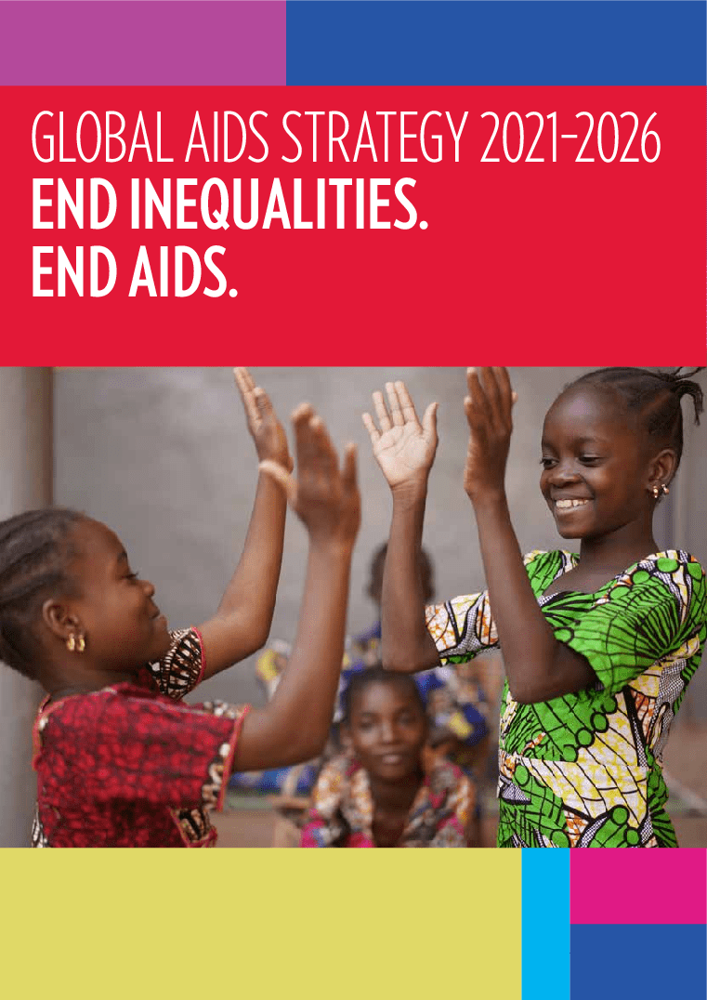 GLOBAL AIDS STRATEGY 2021–2026
END INEQUALITIES.
END AIDS.